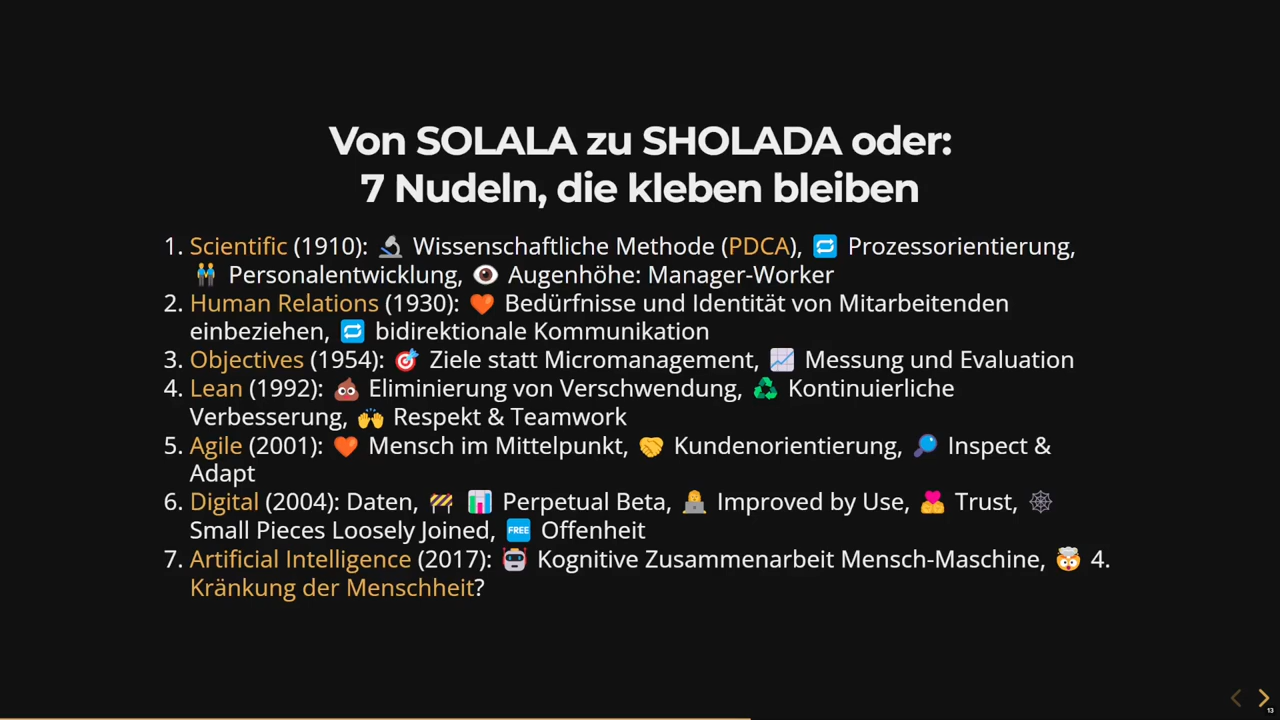 Von SOLALA zu SHOLADA oder:
7 Nudeln, die kleben bleiben
1. Scientific (1910): 🔬 Wissenschaftliche Methode (PDCA), 🔁 Prozessorientierung,
👬 Personalentwicklung, 👁️ Augenhöhe: Manager-Worker
2. Human Relations (1930): ❤️ Bedürfnisse und Identität von Mitarbeitenden
einbeziehen, 🔁 bidirektionale Kommunikation
3. Objectives (1954): 🎯 Ziele statt Micromanagement, 📈 Messung und Evaluation
4. Lean (1992): 💩 Eliminierung von Verschwendung, ♻️ Kontinuierliche
Verbesserung, 🙌 Respekt & Teamwork
5. Agile (2001): ❤️ Mensch im Mittelpunkt, 🤝 Kundenorientierung, 🔎 Inspect &
Adapt
6. Digital (2004): Daten, 🚧 📊 Perpetual Beta, 🧑‍💻 Improved by Use, 🤗 Trust, 🕸️
Small Pieces Loosely Joined, 🆓 Offenheit
7. Artificial Intelligence (2017): 🤖 Kognitive Zusammenarbeit Mensch-Maschine, 🤯 4.
Kränkung der Menschheit?
13